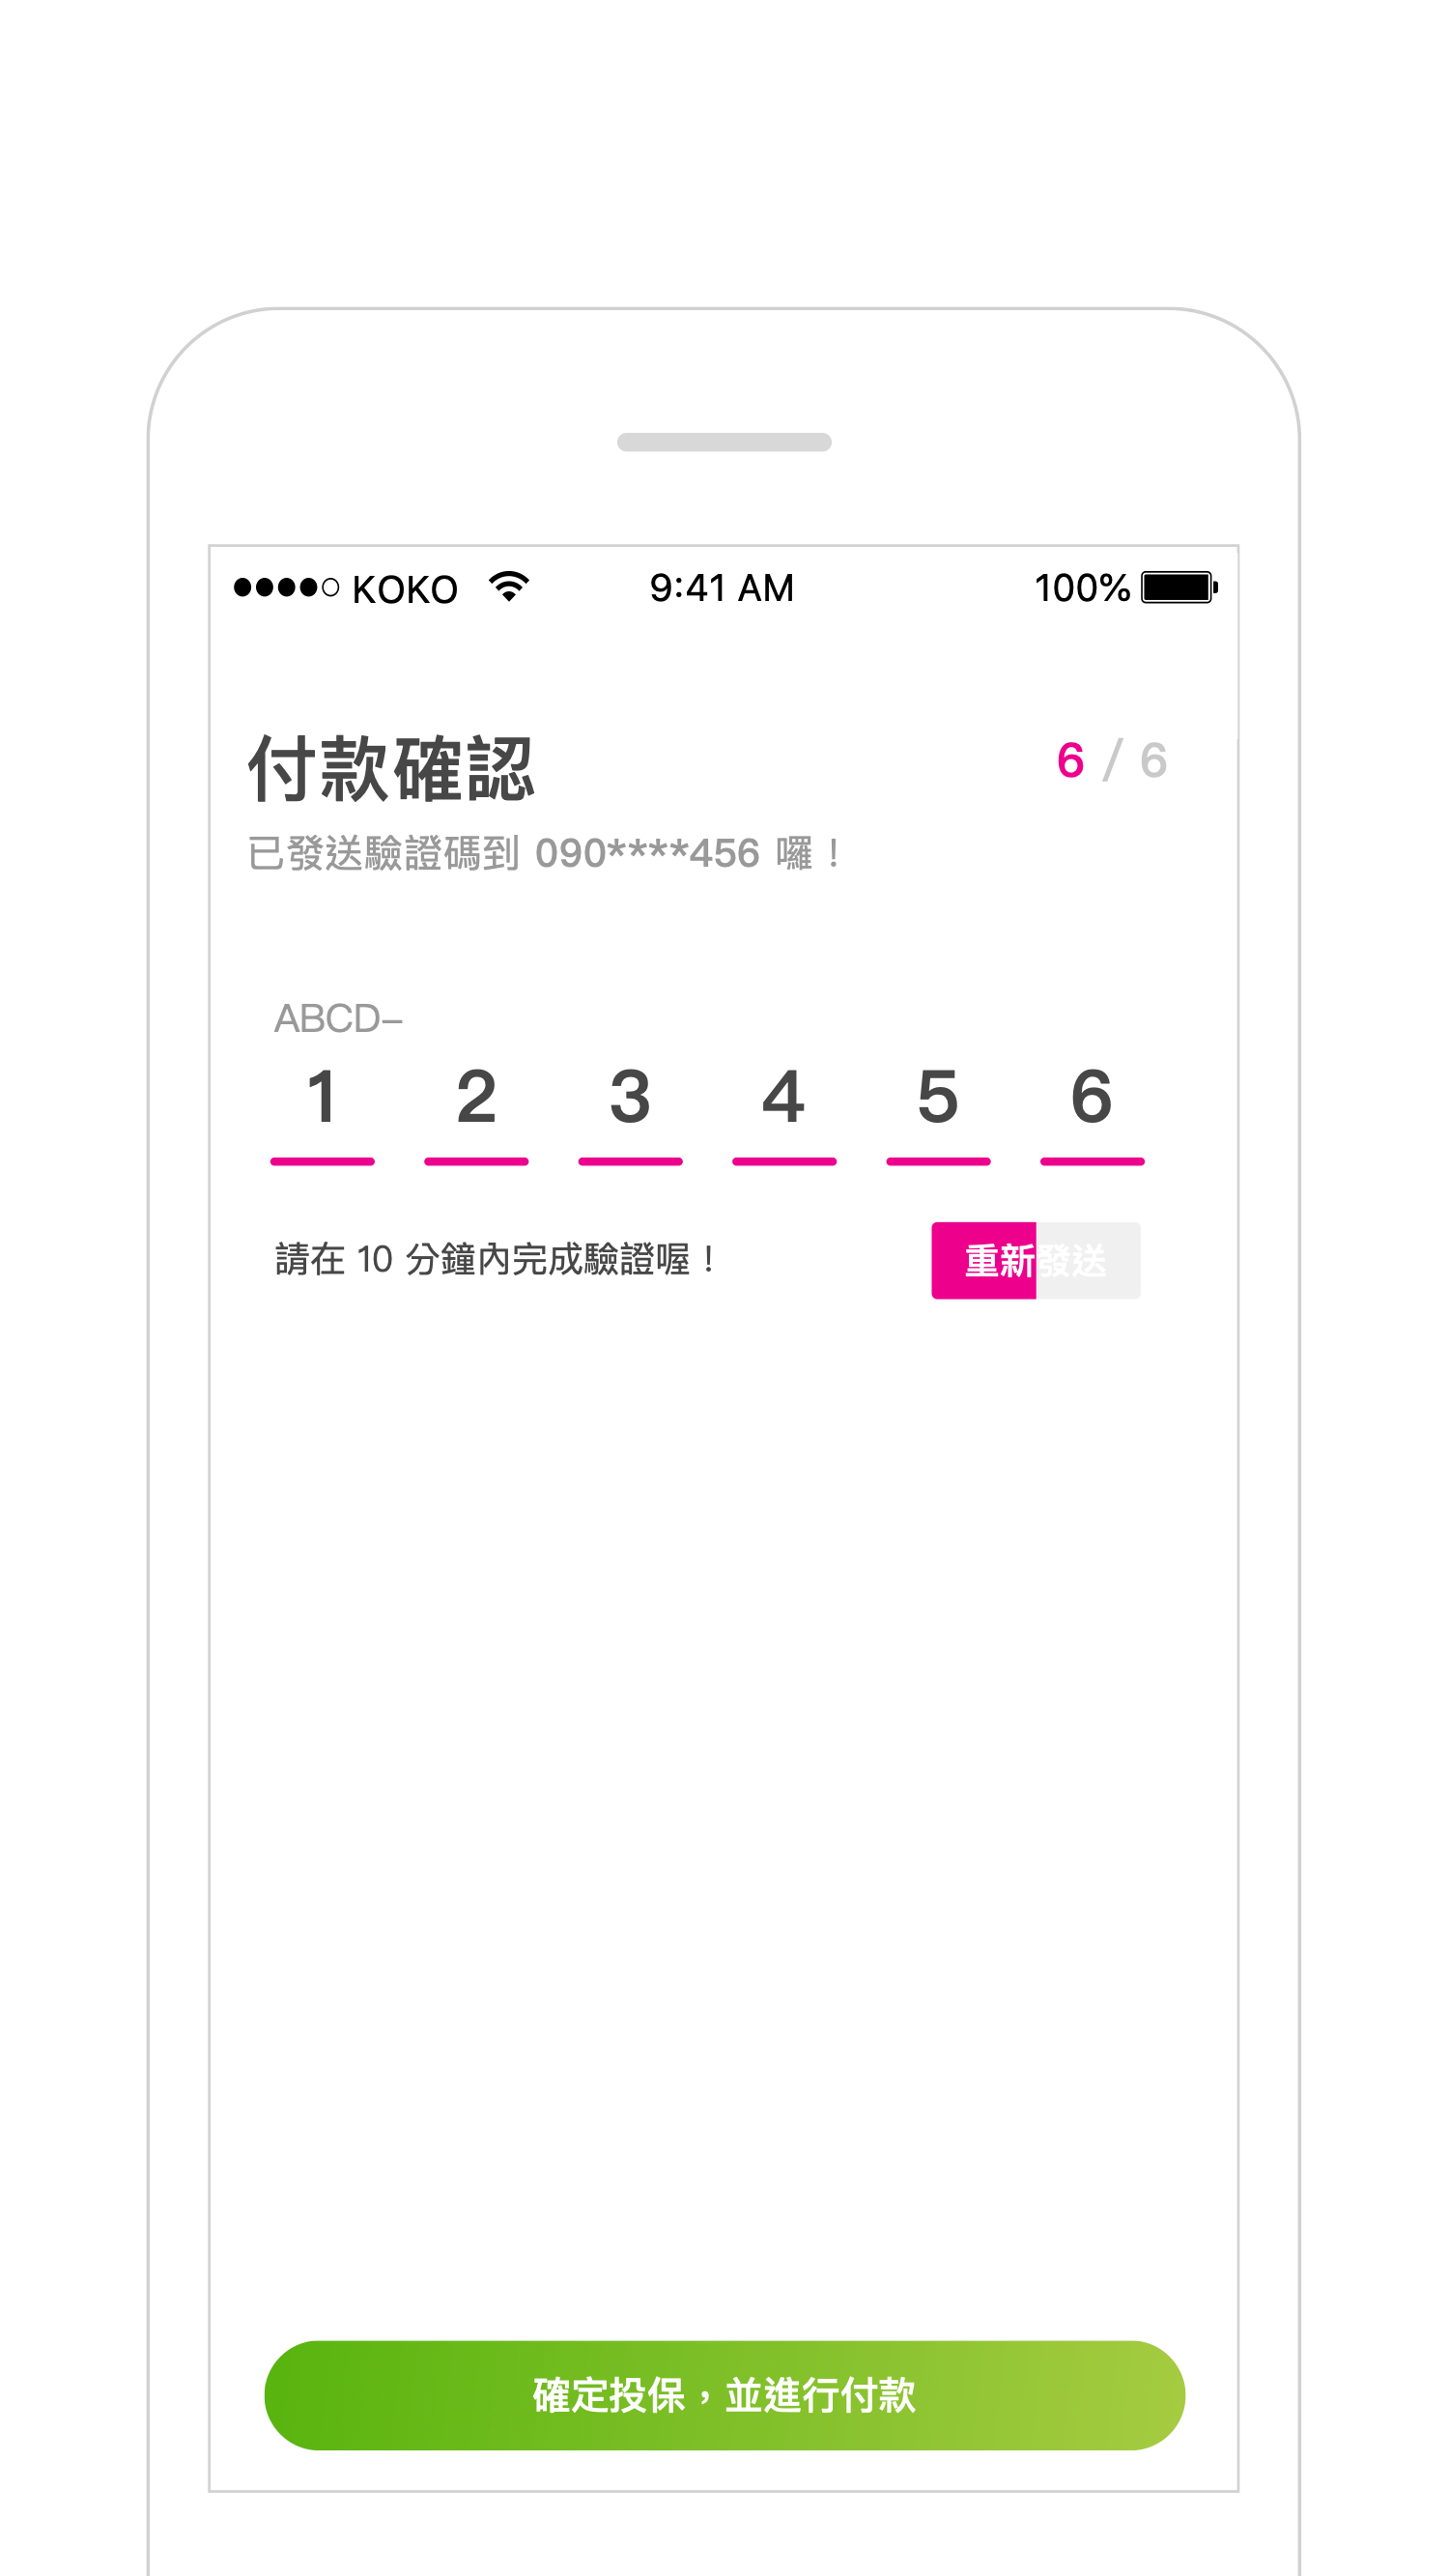 KOKO 9:41 AM 100%
付款確認 6 / 6
已發送驗證碼到 090****456 囉！
ABCD–
1 2 3 4 5 6
請在 10 分鐘內完成驗證喔！ 重新發送
確定投保，並進行付款